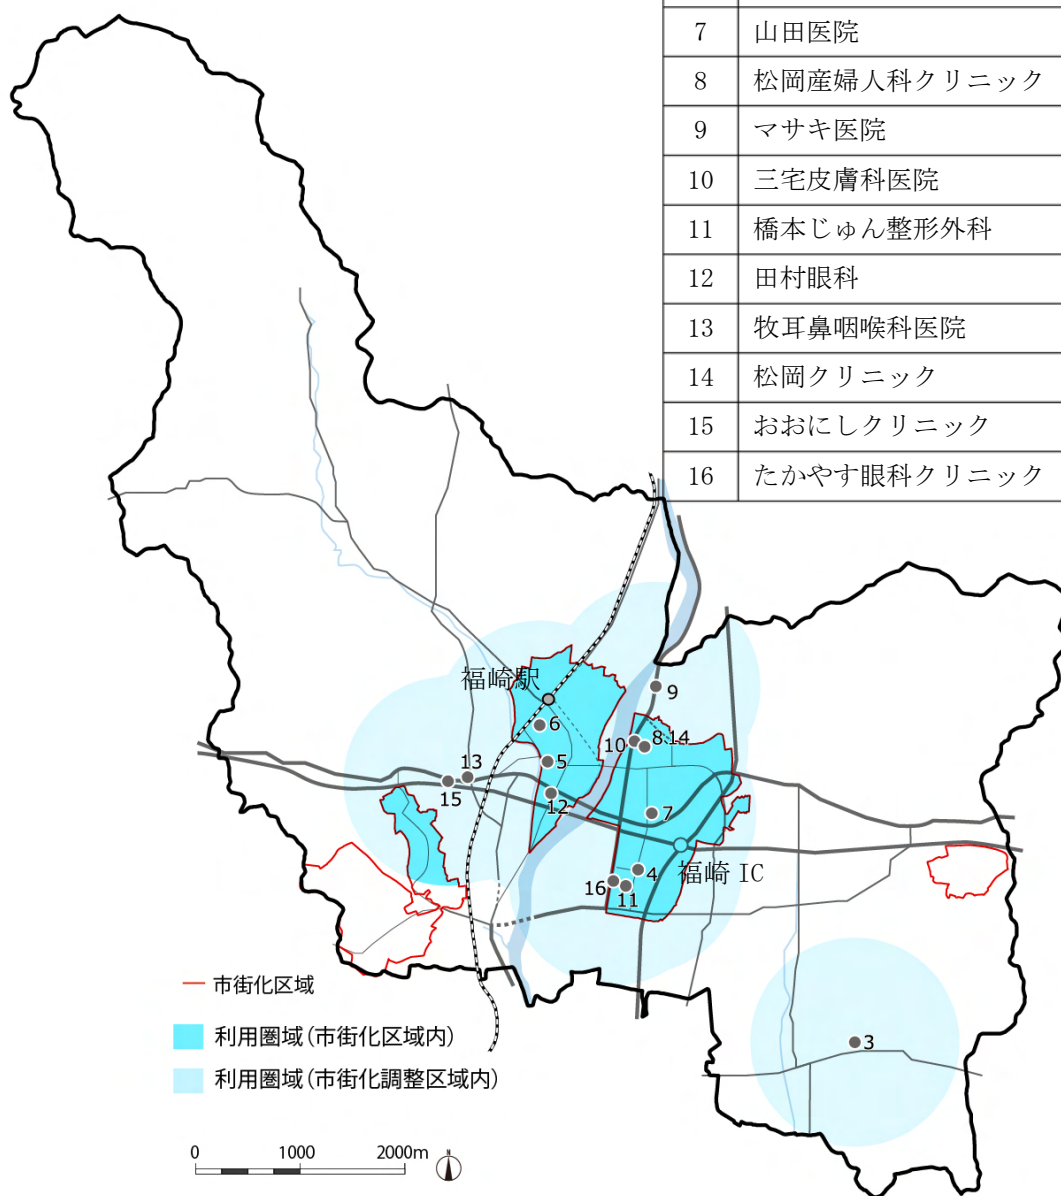 7 山田医院
8 松岡産婦人科クリニック
9 マサキ医院
10 三宅皮膚科医院
11 橋本じゅん整形外科
12 田村眼科
13 牧耳鼻咽喉科医院
14 松岡クリニック
15 おおにしクリニック
16 たかやす眼科クリニック
福崎駅
9
6
10
8,14
5
13
15
12
7
福崎 IC
4
16
11
3
市街化区域
利用圏域(市街化区域内)
利用圏域(市街化調整区域内)
0 1000 2000m